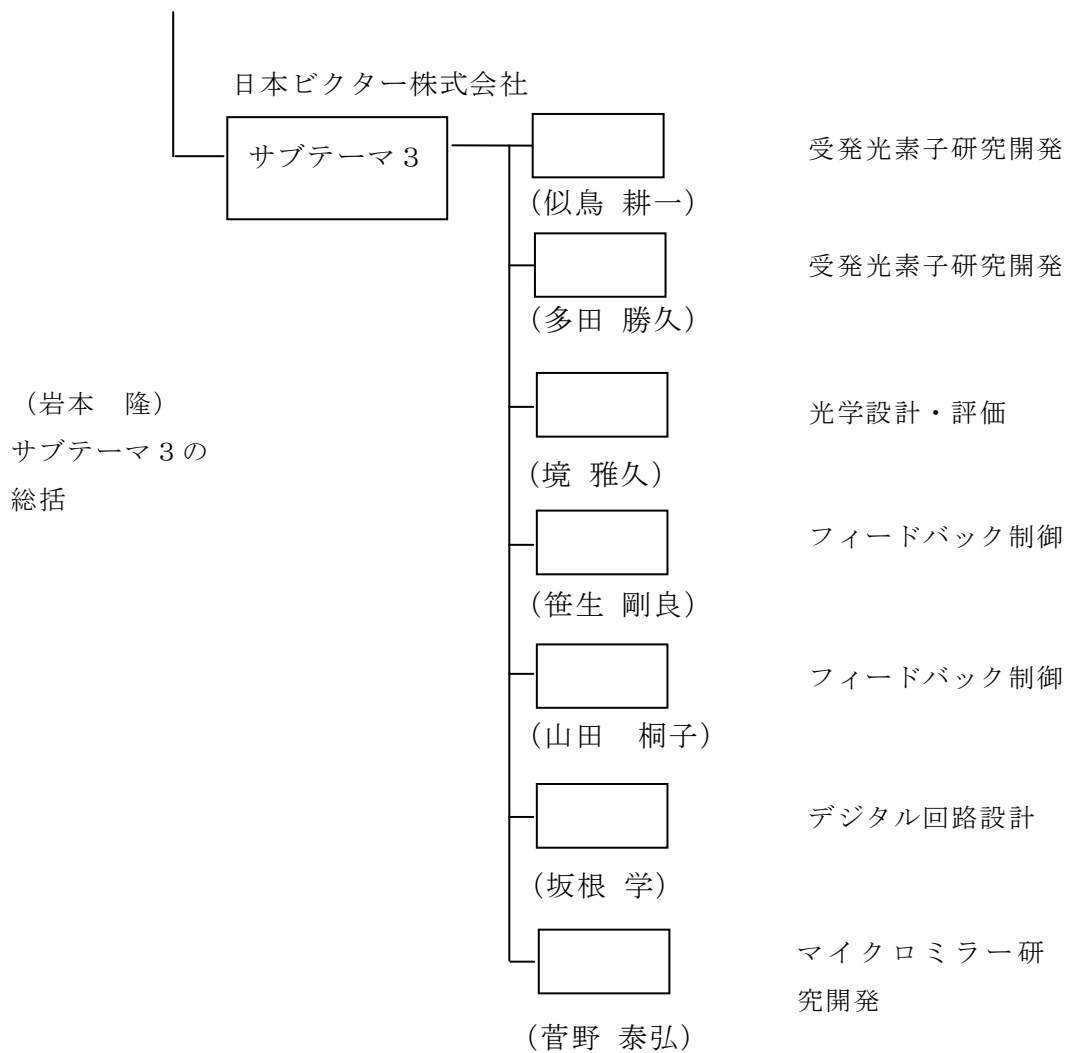 日本ビクター株式会社
サブテーマ３
受発光素子研究開発
(似鳥 耕一)
受発光素子研究開発
(多田 勝久)
（岩本　隆）
サブテーマ３の
総括
光学設計・評価
(境 雅久)
フィードバック制御
(笹生 剛良)
フィードバック制御
(山田　桐子)
デジタル回路設計
(坂根 学)
マイクロミラー研
究開発
(菅野 泰弘)